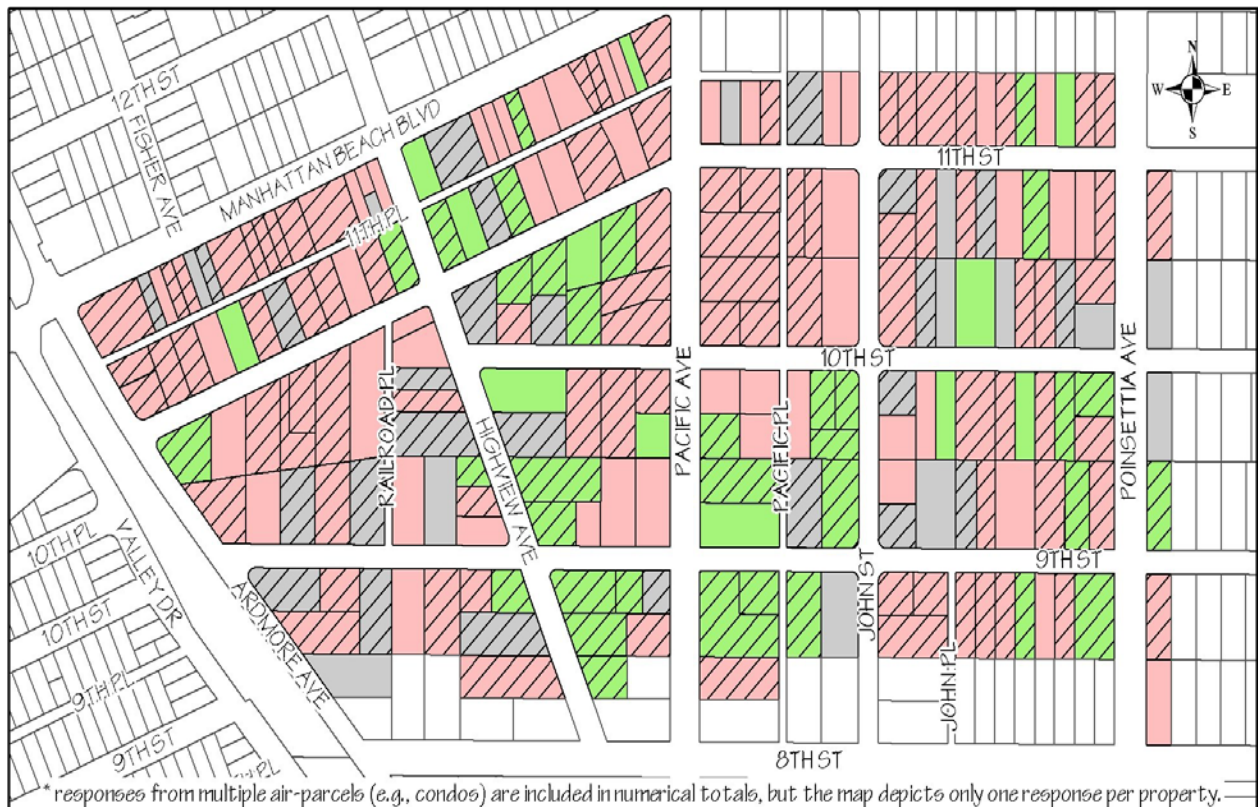 12TH ST
FISHER AVE
MANHATTAN BEACH BLVD
N
W E
S
11TH ST
11TH PL
10TH ST
PACIFIC AVE
POINSETTIA AVE
RAILROAD PL
HIGHVIEW AVE
PACIFIC PL
VALLEY DR
10TH PL
10TH ST
9TH PL
9TH ST
ARDMORE AVE
9TH ST
JOHN ST
JOHN PL
8TH ST
PL
* responses from multiple air-parcels (e.g., condos) are included in numerical totals, but the map depicts only one response per property.